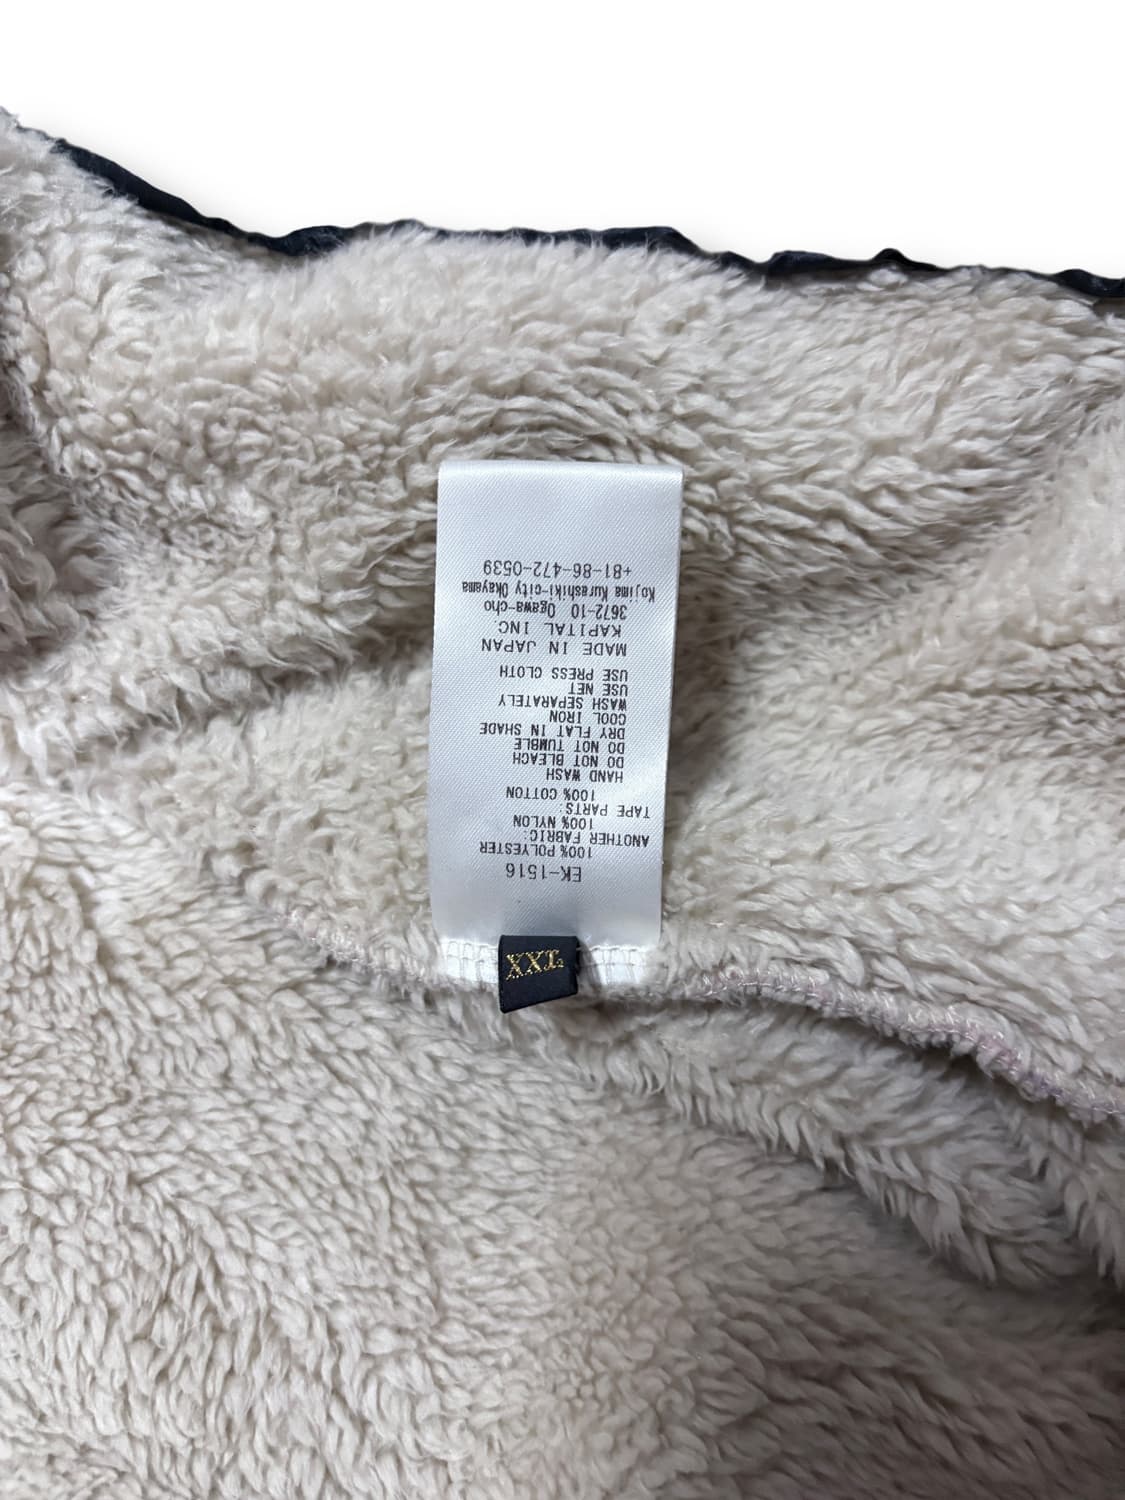 EK-1516
100% POLYESTER
ANOTHER FABRIC:
100% NYLON
TAPE PARTS:
100% COTTON
HAND WASH
DO NOT BLEACH
DO NOT TUMBLE
DRY FLAT IN SHADE
COOL IRON
WASH SEPARATELY
USE NET
USE PRESS CLOTH
MADE IN JAPAN
KAPITAL INC.
3672-10 Ogawa-cho
Kojima Kurashiki-city Okayama
+81-86-472-0539
XXL